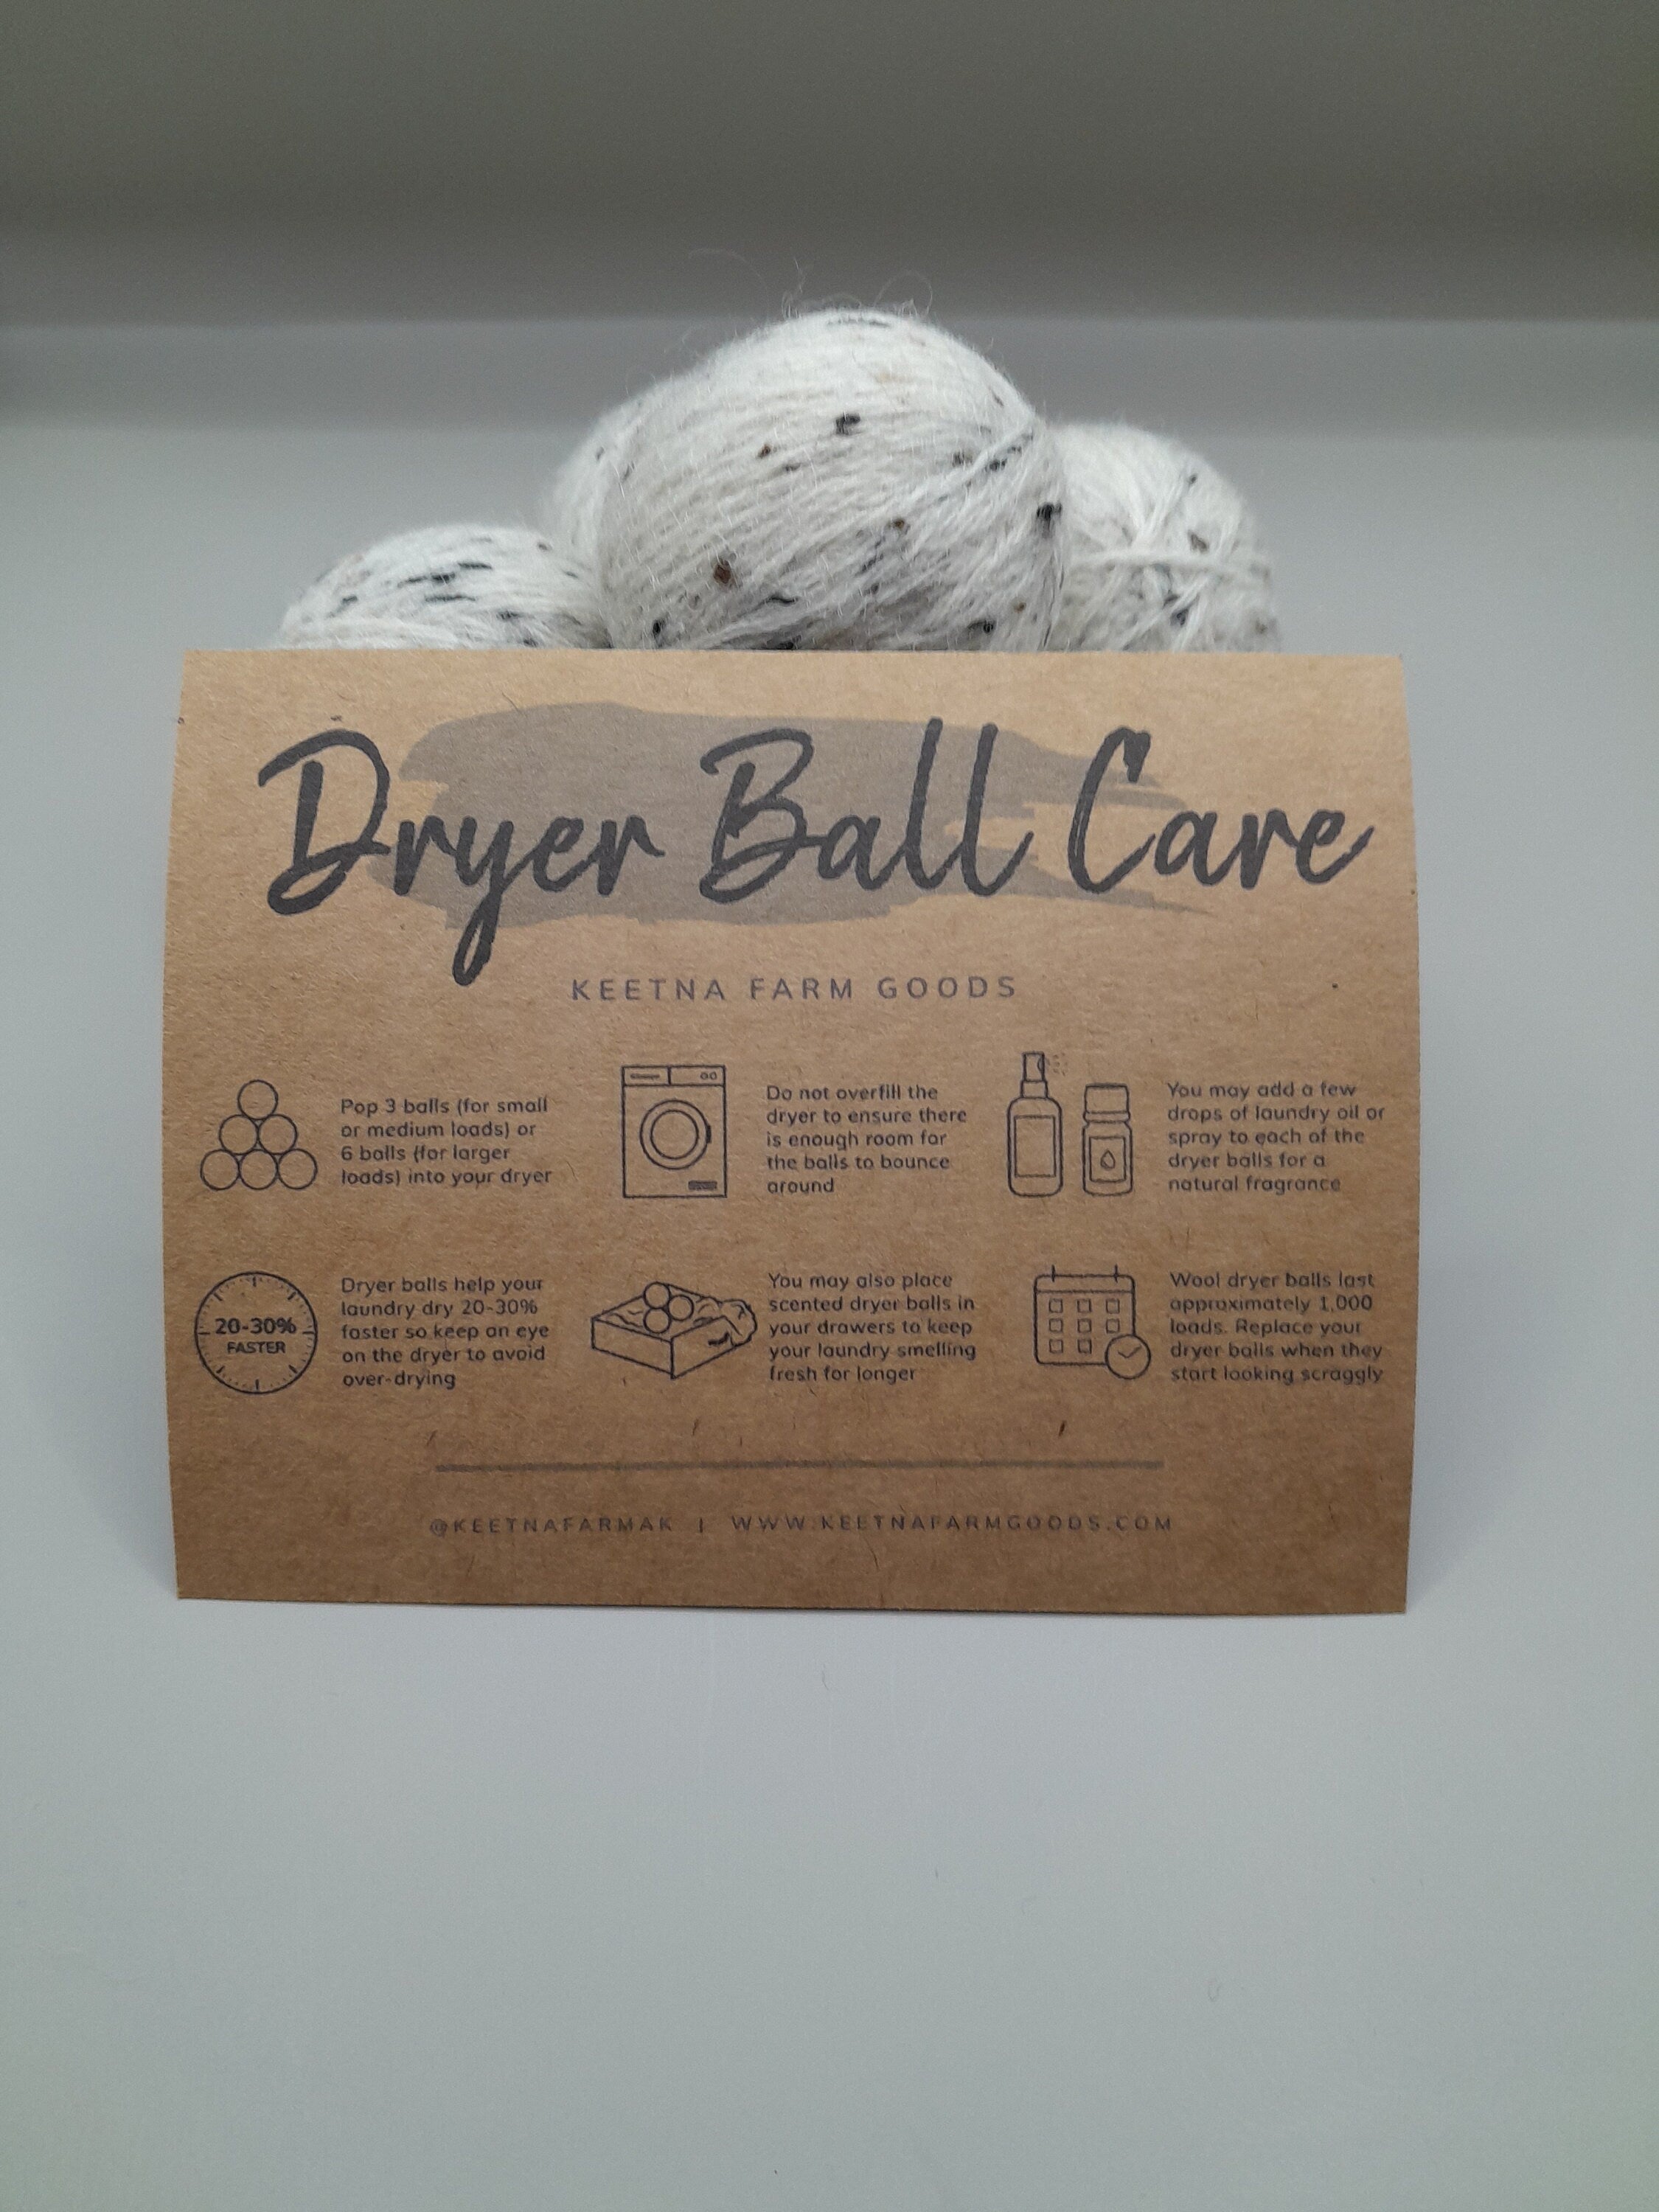 Dryer Ball Care
KEETNA FARM GOODS
Pop 3 balls (for small
or medium loads) or
6 balls (for larger
loads) into your dryer
Do not overfill the
dryer to ensure there
is enough room for
the balls to bounce
around
You may add a few
drops of laundry oil or
spray to each of the
dryer balls for a
natural fragrance
20-30%
FASTER
Dryer balls help your
laundry dry 20-30%
faster so keep an eye
on the dryer to avoid
over-drying
You may also place
scented dryer balls in
your drawers to keep
your laundry smelling
fresh for longer
Wool dryer balls last
approximately 1,000
loads. Replace your
dryer balls when they
start looking scraggly
@KEETNAFARMAK | WWW.KEETNAFARMGOODS.COM